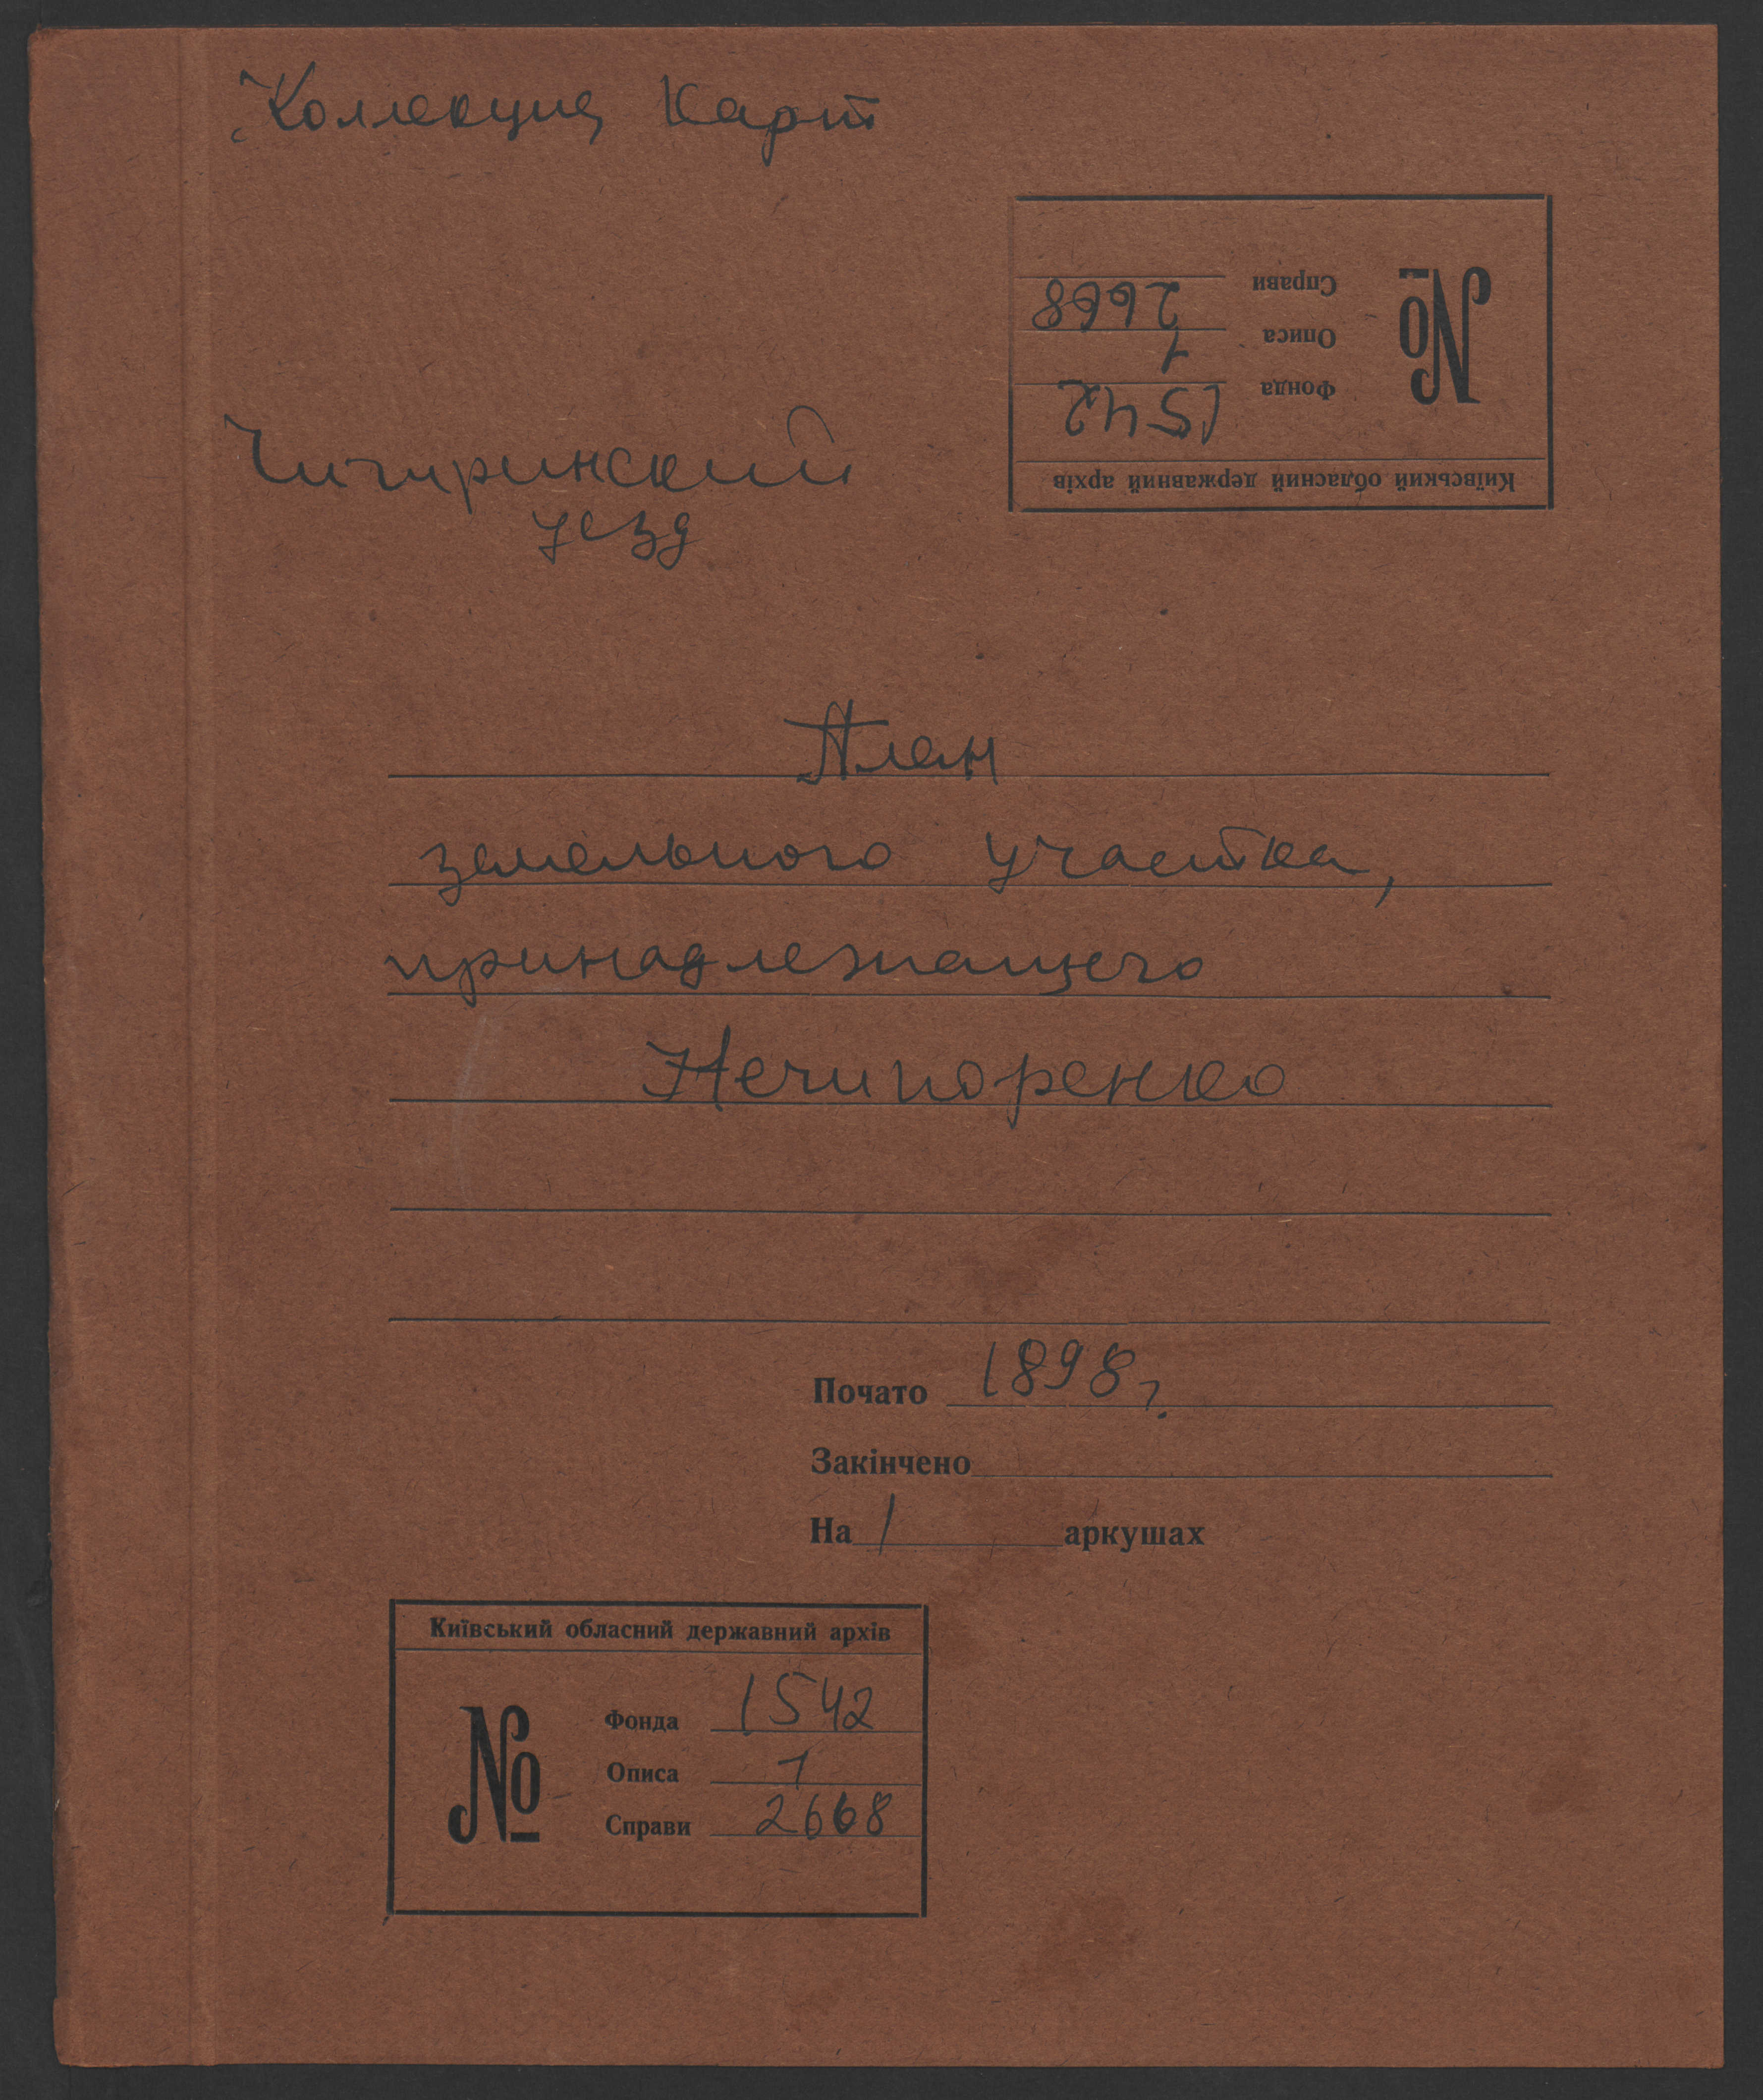 Коллекция Карт
Справи 2668
Описа 1
Фонда 1542
№
Київський обласний державний архів
Чигиринский
уезд
План
земельного участка,
принадлежащего
Нечипоренко
Почато 1898 г.
Закінчено
На 1 аркушах
Київський обласний державний архів
№
Фонда 1542
Описа 1
Справи 2668